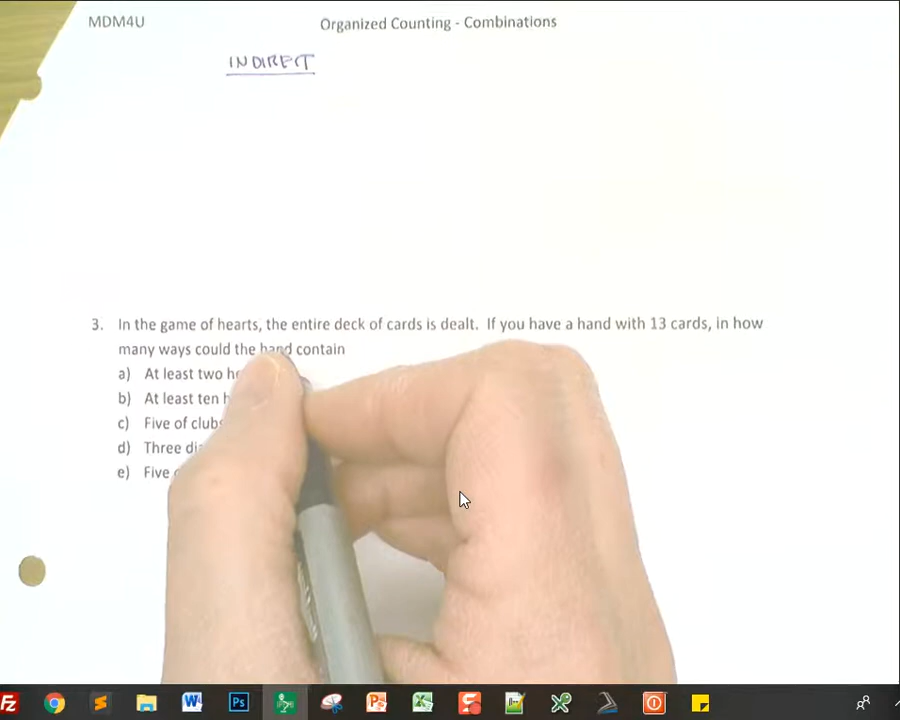 MDM4U
Organized Counting - Combinations
INDIRECT
3. In the game of hearts, the entire deck of cards is dealt. If you have a hand with 13 cards, in how
many ways could the hand contain
a) At least two
b) At least ten
c) Five of clubs
d) Three
e) Five